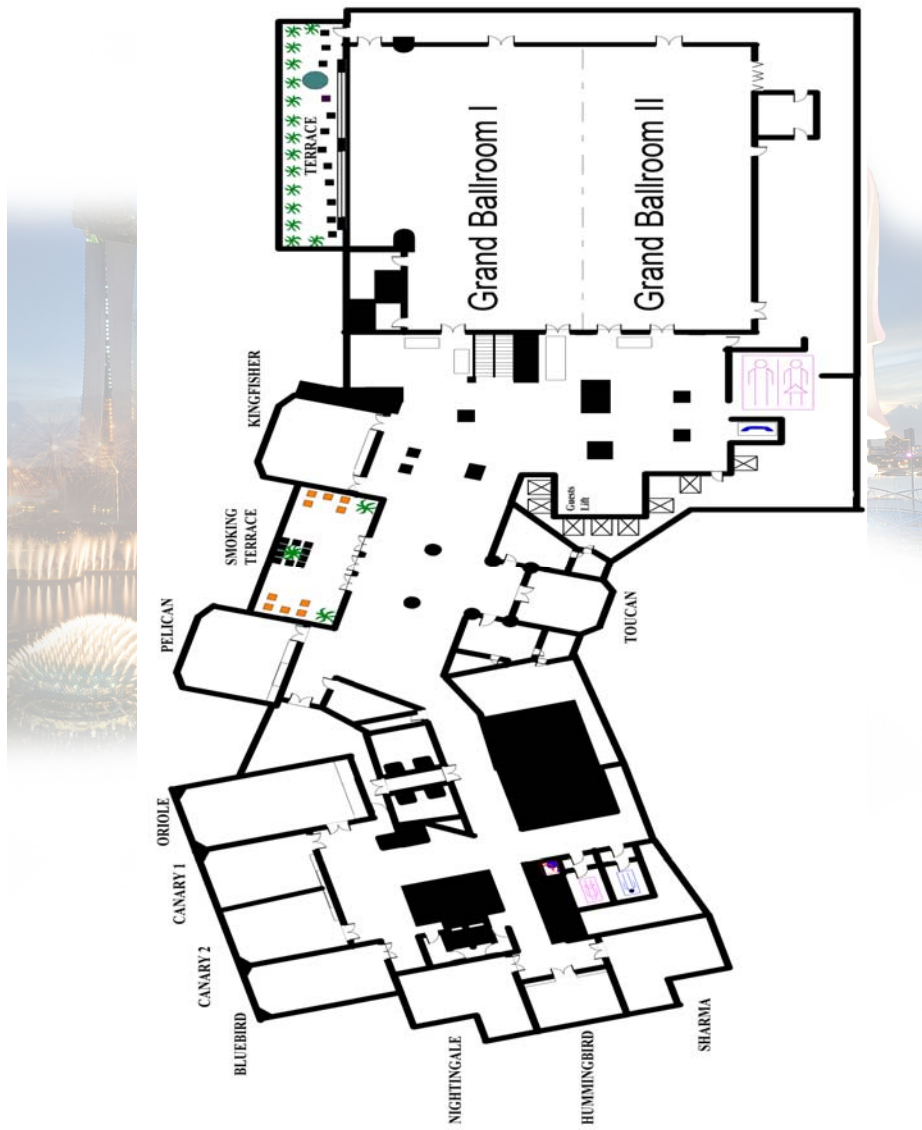 TERRACE
Grand Ballroom I
Grand Ballroom II
KINGFISHER
SMOKING
TERRACE
PELICAN
Guests
Lift
TOUCAN
ORIOLE
CANARY 1
CANARY 2
BLUEBIRD
NIGHTINGALE
HUMMINGBIRD
SHARMA